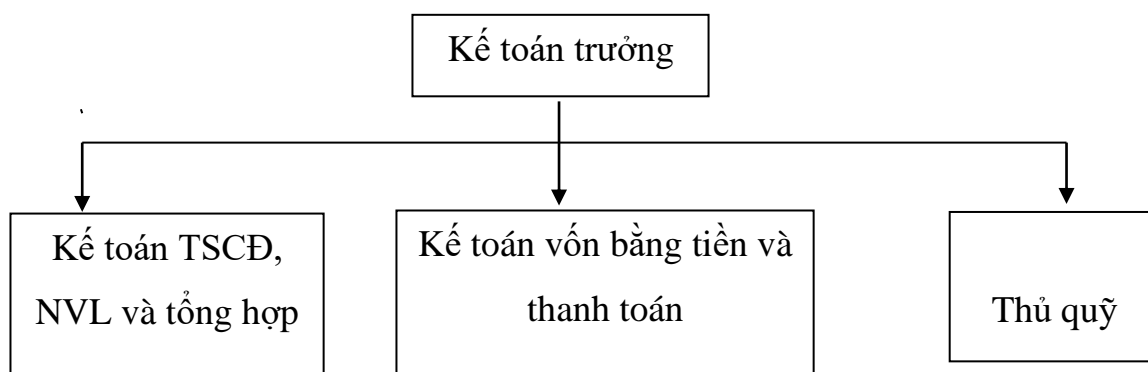 Kế toán trưởng
Kế toán TSCĐ,
NVL và tổng hợp
Kế toán vốn bằng tiền và
thanh toán
Thủ quỹ